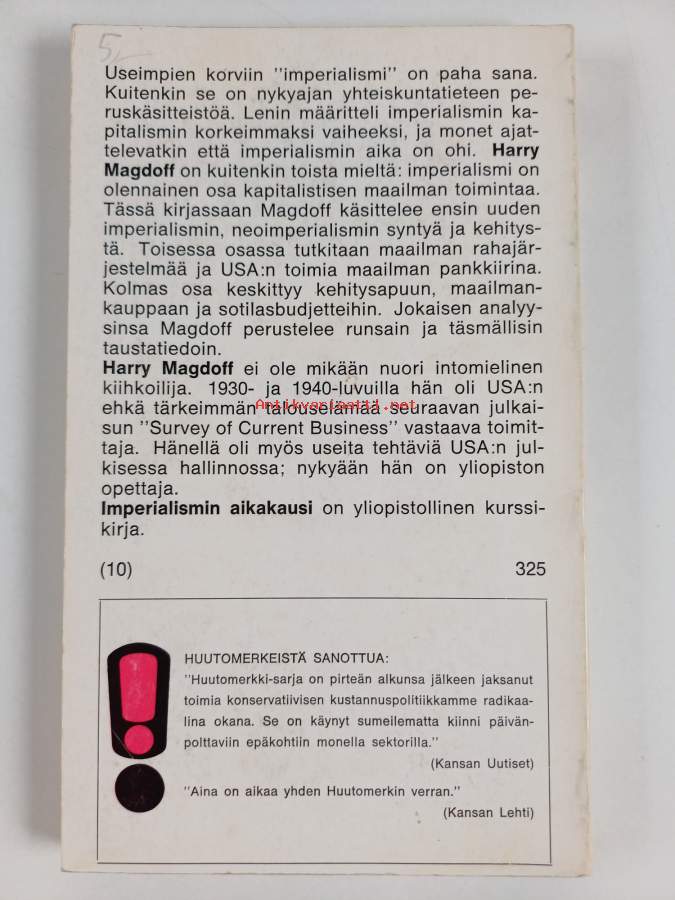 5,-
Useimpien korviin "imperialismi" on paha sana.
Kuitenkin se on nykyajan yhteiskuntatieteen pe-
ruskäsitteistöä. Lenin määritteli imperialismin ka-
pitalismin korkeimmaksi vaiheeksi, ja monet ajat-
televatkin että imperialismin aika on ohi. Harry
Magdoff on kuitenkin toista mieltä: imperialismi on
olennainen osa kapitalistisen maailman toimintaa.
Tässä kirjassaan Magdoff käsittelee ensin uuden
imperialismin, neoimperialismin syntyä ja kehitys-
tä. Toisessa osassa tutkitaan maailman rahajär-
jestelmää ja USA:n toimia maailman pankkiirina.
Kolmas osa keskittyy kehitysapuun, maailman-
kauppaan ja sotilasbudjetteihin. Jokaisen analyy-
sinsa Magdoff perustelee runsain ja täsmällisin
taustatiedoin.
Harry Magdoff ei ole mikään nuori intomielinen
kiihkoilija. 1930- ja 1940-luvuilla hän oli USA:n
ehkä tärkeimmän talouselämää seuraavan julkai-
Antikvariaatti.net
sun "Survey of Current Business" vastaava toimit-
taja. Hänellä oli myös useita tehtäviä USA:n jul-
kisessa hallinnossa; nykyään hän on yliopiston
opettaja.
Imperialismin aikakausi on yliopistollinen kurssi-
kirja.
(10) 325
HUUTOMERKEISTÄ SANOTTUA:
"Huutomerkki-sarja on pirteän alkunsa jälkeen jaksanut
toimia konservatiivisen kustannuspolitiikkamme radikaa-
lina okana. Se on käynyt sumeilematta kiinni päivän-
polttaviin epäkohtiin monella sektorilla."
(Kansan Uutiset)
"Aina on aikaa yhden Huutomerkin verran."
(Kansan Lehti)